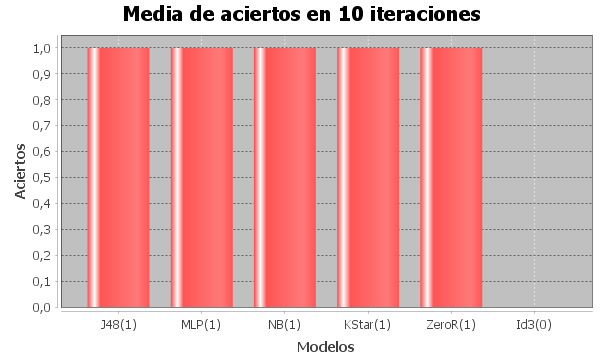 Media de aciertos en 10 iteraciones
1,0
0,9
0,8
0,7
0,6
0,5
0,4
0,3
0,2
0,1
0,0
Aciertos
J48(1) MLP(1) NB(1) KStar(1) ZeroR(1) Id3(0)
Modelos